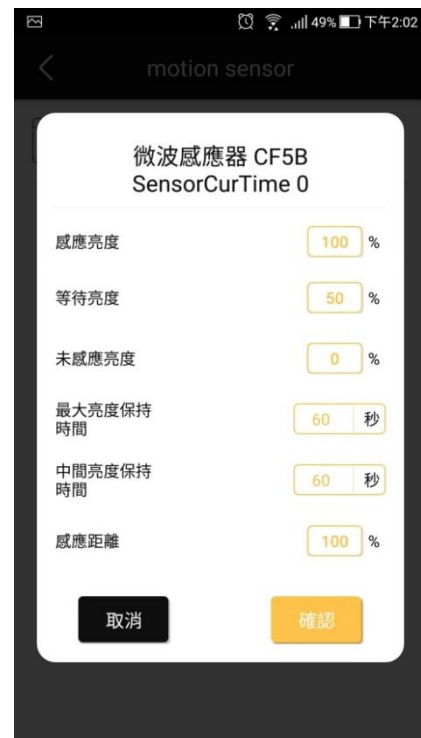 49% 下午2:02
motion sensor
微波感應器 CF5B
SensorCurTime 0
感應亮度 100 %
等待亮度 50 %
未感應亮度 0 %
最大亮度保持
時間 60 秒
中間亮度保持
時間 60 秒
感應距離 100 %
取消 確認